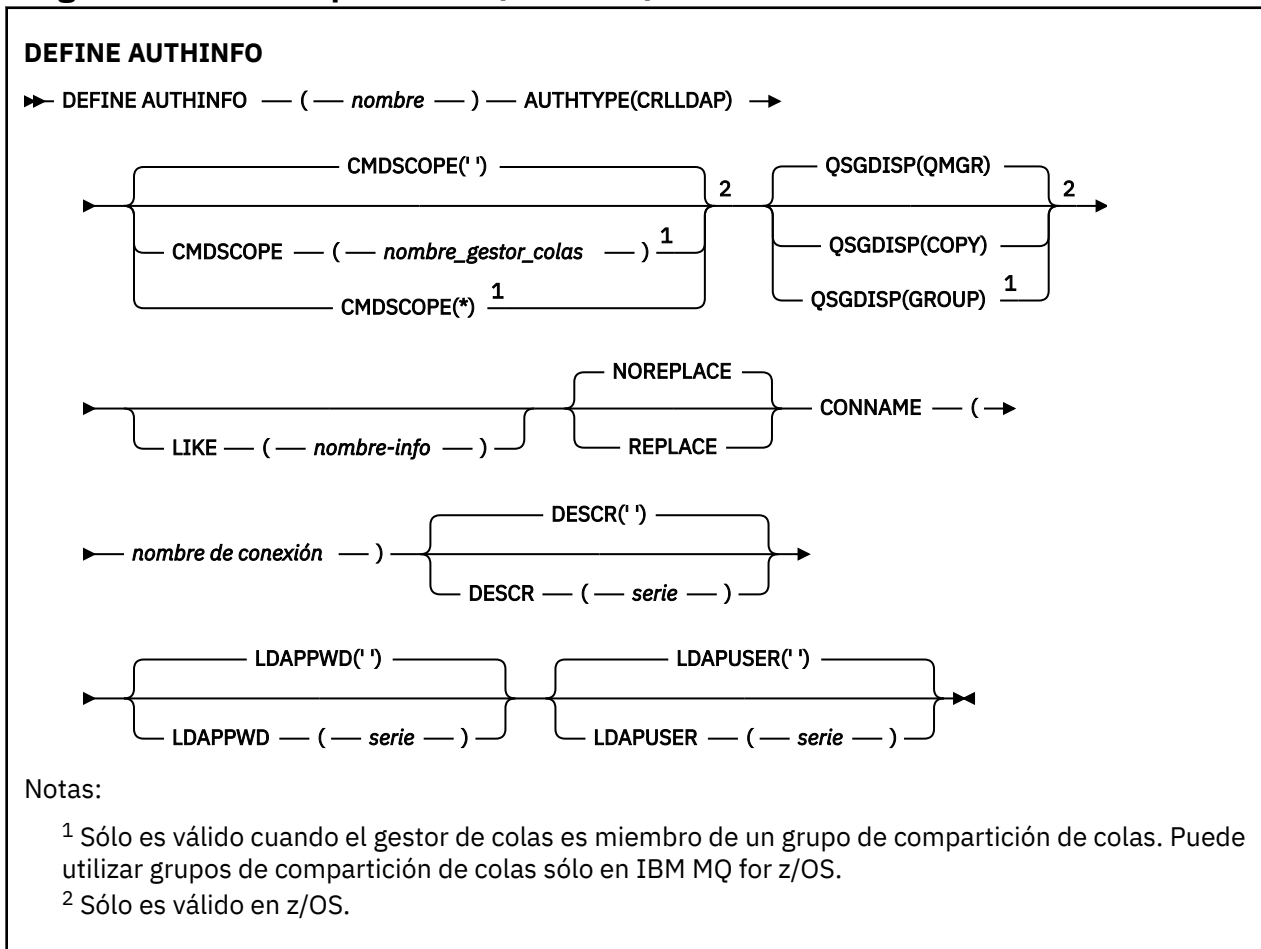 DEFINE AUTHINFO
DEFINE AUTHINFO ( nombre ) AUTHTYPE(CRLLDAP)
CMDSCOPE(' ')
CMDSCOPE ( nombre_gestor_colas ) 1
CMDSCOPE(*) 1
2
QSGDISP(QMGR)
QSGDISP(COPY)
QSGDISP(GROUP) 1
2
LIKE ( nombre-info )
NOREPLACE
REPLACE
CONNAME (
nombre de conexión )
DESCR(' ')
DESCR ( serie )
LDAPPWD(' ')
LDAPPWD ( serie )
LDAPUSER(' ')
LDAPUSER ( serie )
Notas:
1 Sólo es válido cuando el gestor de colas es miembro de un grupo de compartición de colas. Puede
utilizar grupos de compartición de colas sólo en IBM MQ for z/OS.
2 Sólo es válido en z/OS.